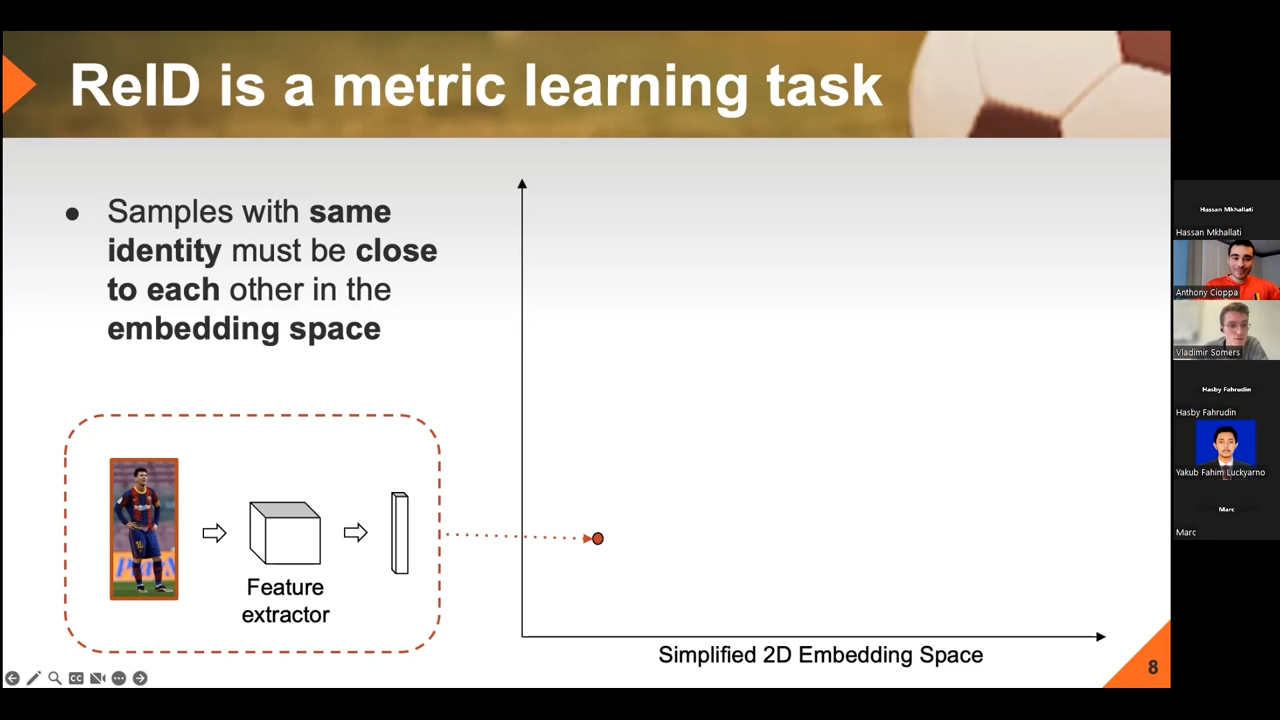 ReID is a metric learning task
● Samples with same
identity must be close
to each other in the
embedding space
Feature
extractor
Simplified 2D Embedding Space
8
Hassan Mkhallati
Hassan Mkhallati
Anthony Cioppa
Vladimir Somers
Hasby Fahrudin
Hasby Fahrudin
Yakub Fahim Luckyarno
Marc
Marc
CC